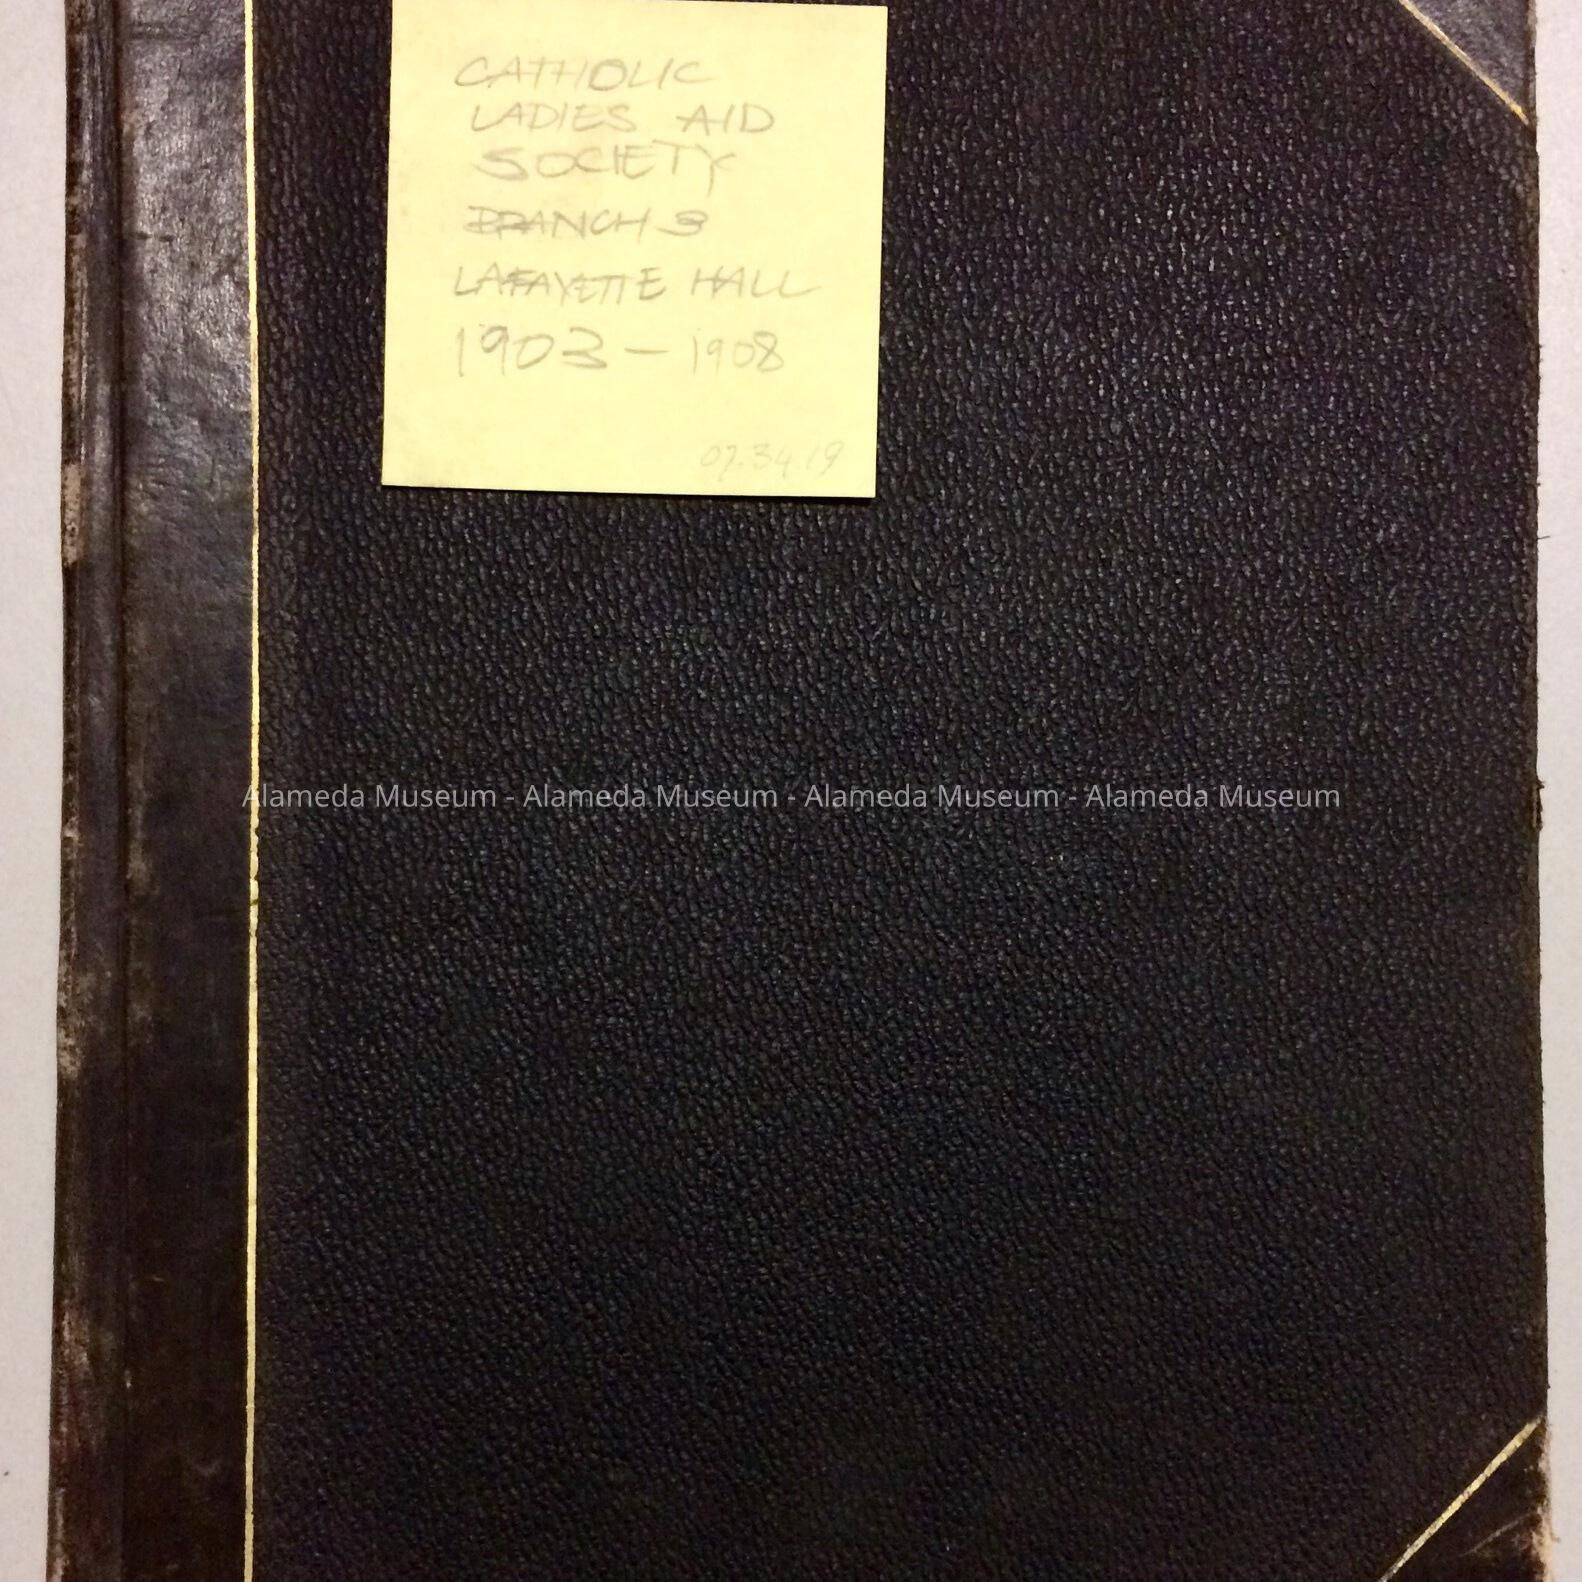 CATHOLIC
LADIES AID
SOCIETY
BRANCH 3
LAFAYETTE HALL
1903 - 1908
07.34.19
Alameda Museum - Alameda Museum - Alameda Museum - Alameda Museum